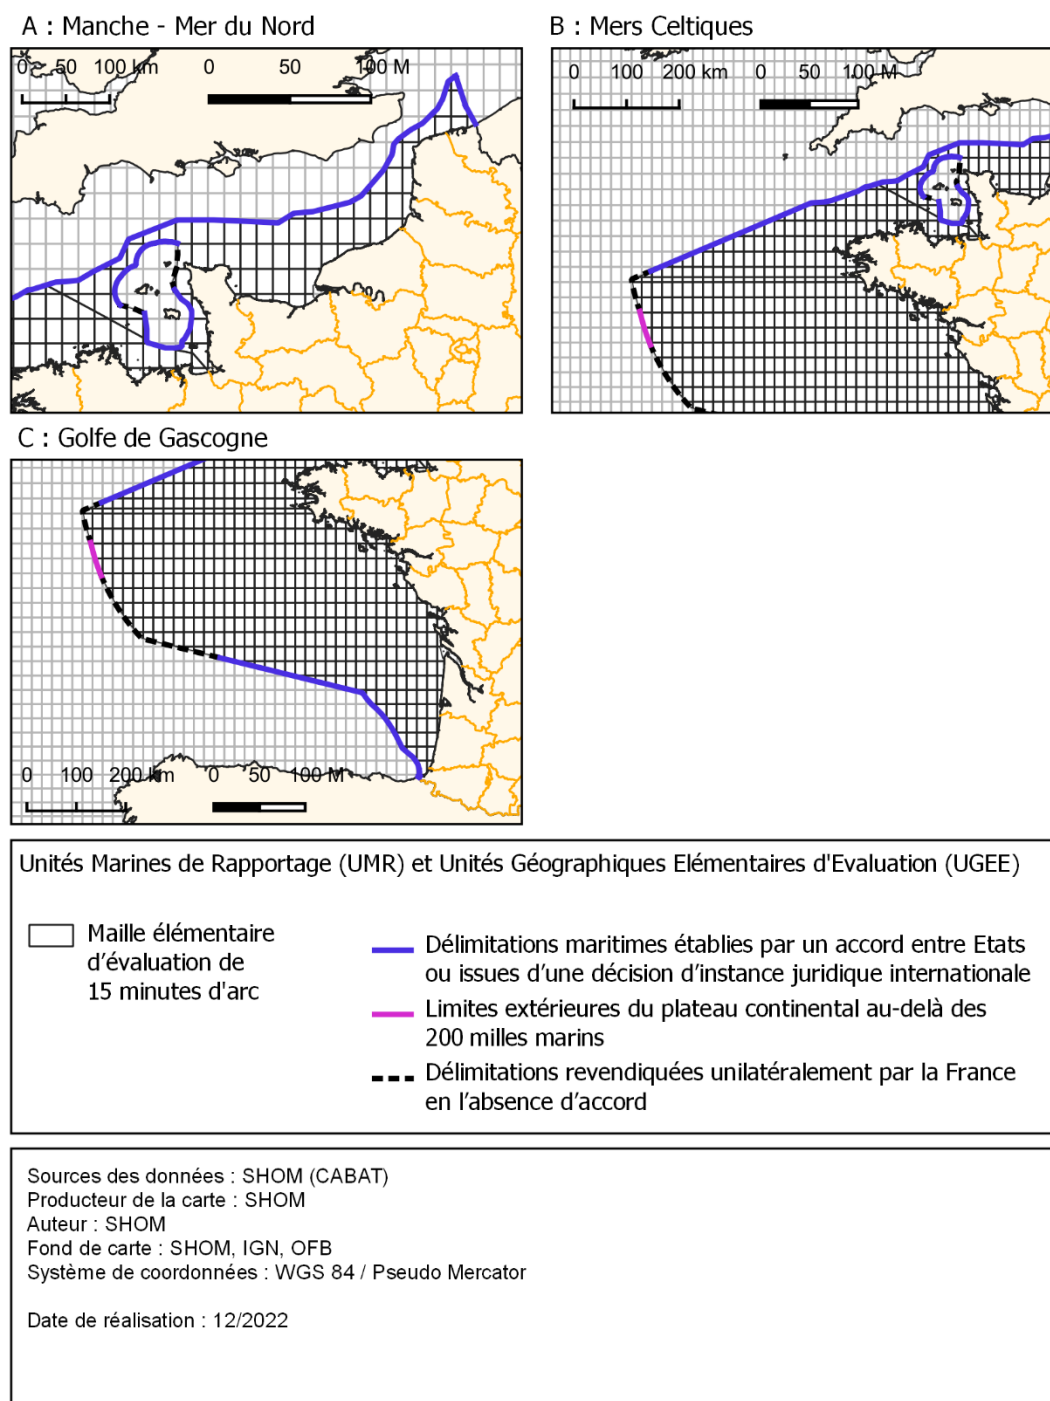 A : Manche - Mer du Nord
0 50 100 km 0 50 100 M
B : Mers Celtiques
0 100 200 km 0 50 100 M
C : Golfe de Gascogne
0 100 200 km 0 50 100 M
Unités Marines de Rapportage (UMR) et Unités Géographiques Elémentaires d'Evaluation (UGEE)
Maille élémentaire
d’évaluation de
15 minutes d'arc
Délimitations maritimes établies par un accord entre Etats
ou issues d’une décision d’instance juridique internationale
Limites extérieures du plateau continental au-delà des
200 milles marins
Délimitations revendiquées unilatéralement par la France
en l’absence d’accord
Sources des données : SHOM (CABAT)
Producteur de la carte : SHOM
Auteur : SHOM
Fond de carte : SHOM, IGN, OFB
Système de coordonnées : WGS 84 / Pseudo Mercator
Date de réalisation : 12/2022